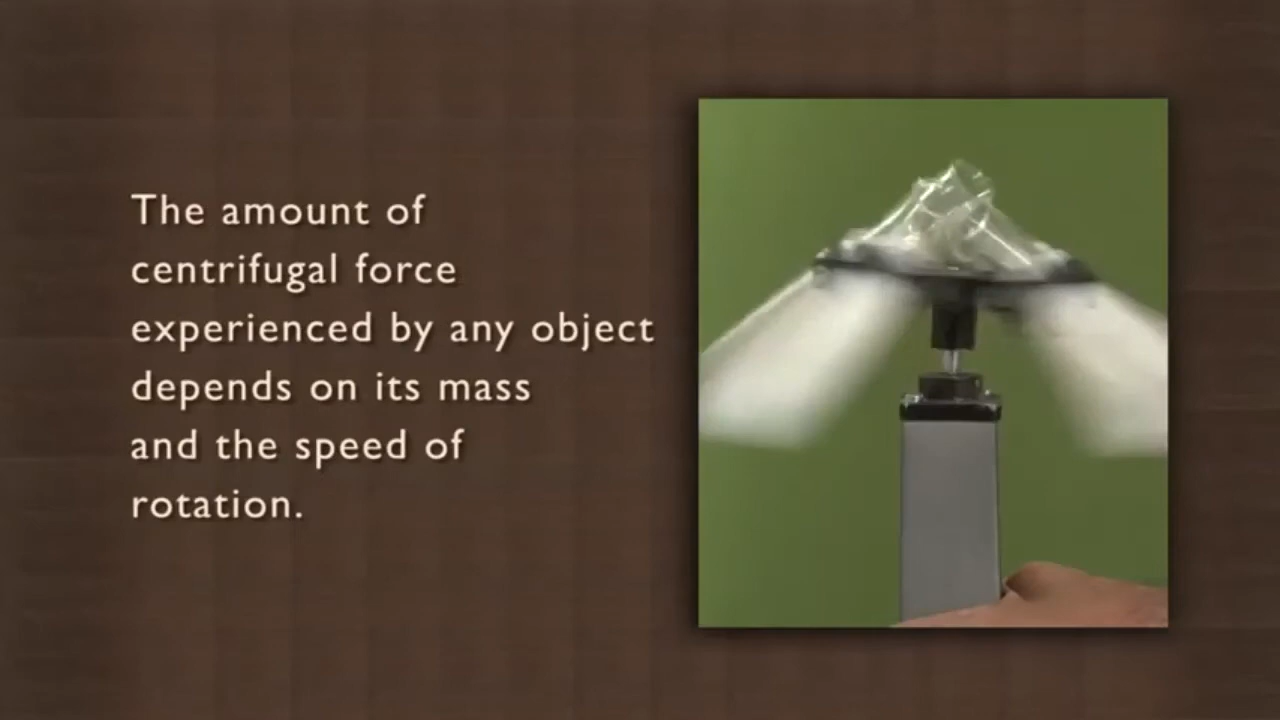 The amount of
centrifugal force
experienced by any object
depends on its mass
and the speed of
rotation.